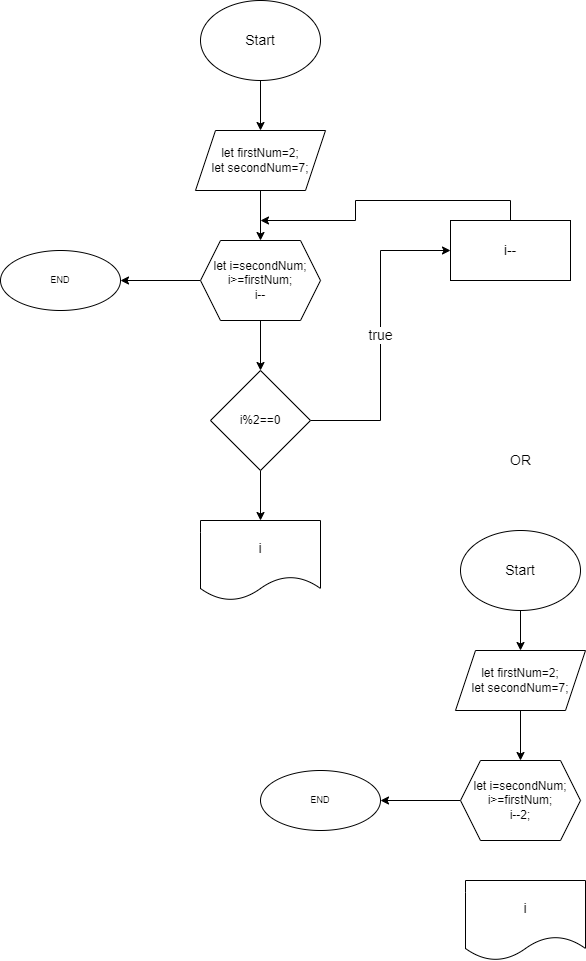 Start
let firstNum=2;
let secondNum=7;
let i=secondNum;
i>=firstNum;
i--
END
i--
true
i%2==0
i
OR
Start
let firstNum=2;
let secondNum=7;
let i=secondNum;
i>=firstNum;
i--2;
END
i